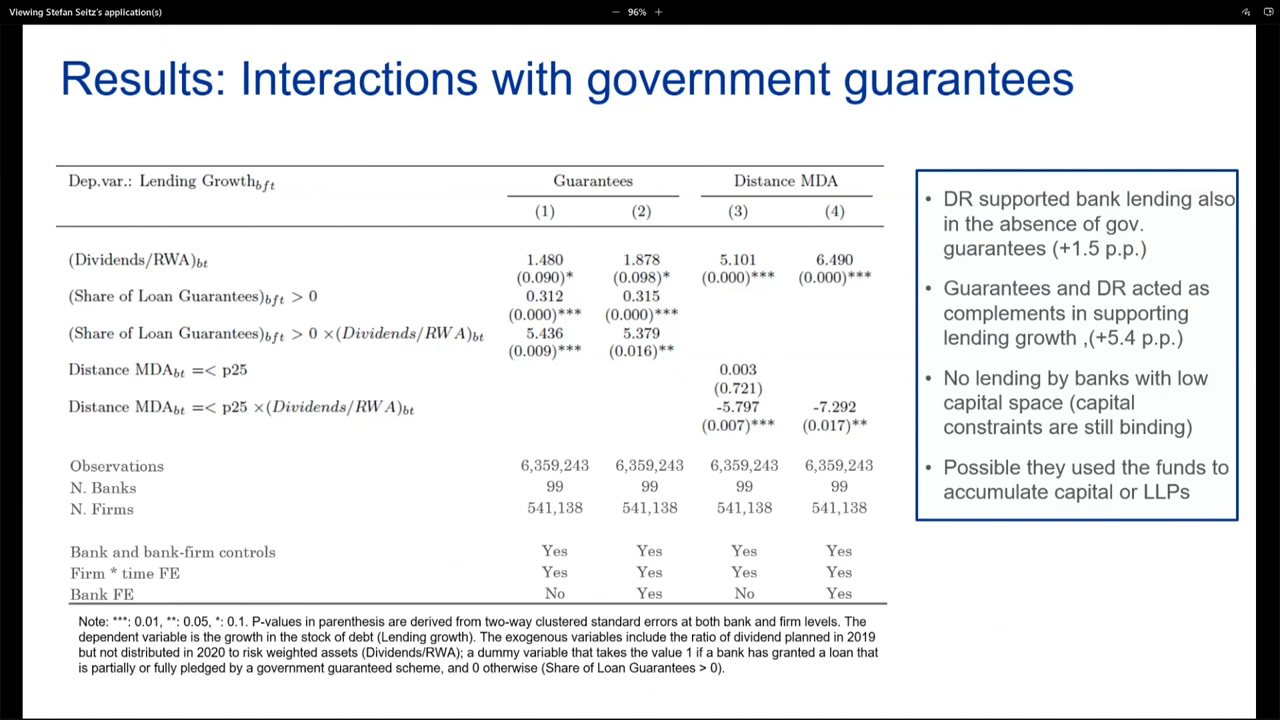 Viewing Stefan Seitz's application(s)
− 96% +
Results: Interactions with government guarantees
Dep.var.: Lending Growth_bft Guarantees Distance MDA
(1) (2) (3) (4)
(Dividends/RWA)_bt 1.480 1.878 5.101 6.490
(0.090)* (0.098)* (0.000)*** (0.000)***
(Share of Loan Guarantees)_bft > 0 0.312 0.315
(0.000)*** (0.000)***
(Share of Loan Guarantees)_bft > 0 ×(Dividends/RWA)_bt 5.436 5.379
(0.009)*** (0.016)**
Distance MDA_bt =< p25 0.003
(0.721)
Distance MDA_bt =< p25 ×(Dividends/RWA)_bt -5.797 -7.292
(0.007)*** (0.017)**
Observations 6,359,243 6,359,243 6,359,243 6,359,243
N. Banks 99 99 99 99
N. Firms 541,138 541,138 541,138 541,138
Bank and bank-firm controls Yes Yes Yes Yes
Firm * time FE Yes Yes Yes Yes
Bank FE No Yes No Yes
Note: ***: 0.01, **: 0.05, *: 0.1. P-values in parenthesis are derived from two-way clustered standard errors at both bank and firm levels. The
dependent variable is the growth in the stock of debt (Lending growth). The exogenous variables include the ratio of dividend planned in 2019
but not distributed in 2020 to risk weighted assets (Dividends/RWA); a dummy variable that takes the value 1 if a bank has granted a loan that
is partially or fully pledged by a government guaranteed scheme, and 0 otherwise (Share of Loan Guarantees > 0).
• DR supported bank lending also
in the absence of gov.
guarantees (+1.5 p.p.)
• Guarantees and DR acted as
complements in supporting
lending growth ,(+5.4 p.p.)
• No lending by banks with low
capital space (capital
constraints are still binding)
• Possible they used the funds to
accumulate capital or LLPs